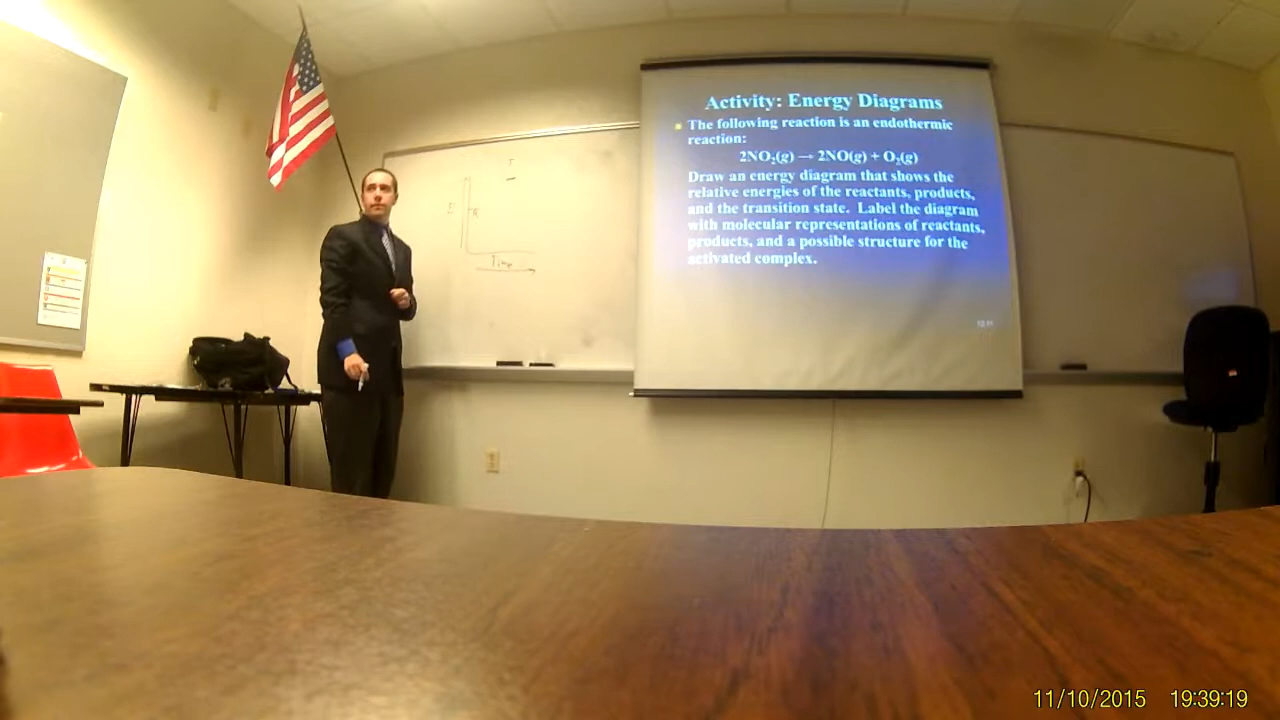 Activity: Energy Diagrams
The following reaction is an endothermic
reaction:
2NO₂(g) → 2NO(g) + O₂(g)
Draw an energy diagram that shows the
relative energies of the reactants, products,
and the transition state. Label the diagram
with molecular representations of reactants,
products, and a possible structure for the
activated complex.
E
R
Time
11/10/2015 19:39:19